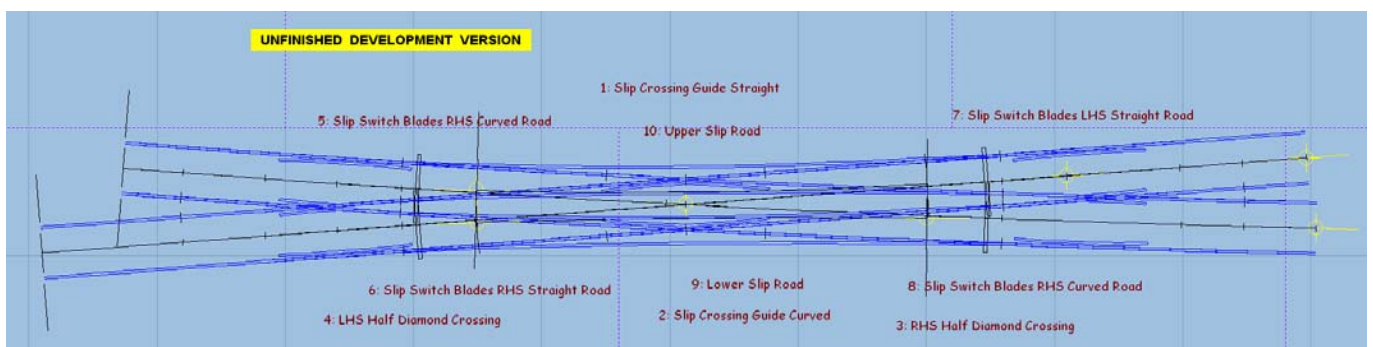 UNFINISHED DEVELOPMENT VERSION
1: Slip Crossing Guide Straight
5: Slip Switch Blades RHS Curved Road
10: Upper Slip Road
7: Slip Switch Blades LHS Straight Road
6: Slip Switch Blades RHS Straight Road
9: Lower Slip Road
8: Slip Switch Blades RHS Curved Road
4: LHS Half Diamond Crossing
2: Slip Crossing Guide Curved
3: RHS Half Diamond Crossing